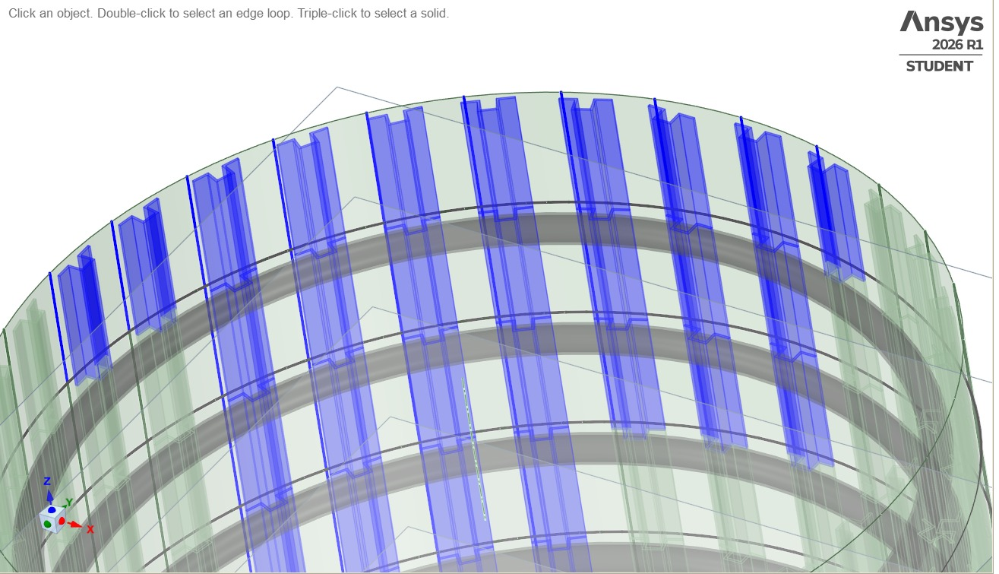 Click an object. Double-click to select an edge loop. Triple-click to select a solid.
Ansys
2026 R1
STUDENT
Z
Y
X